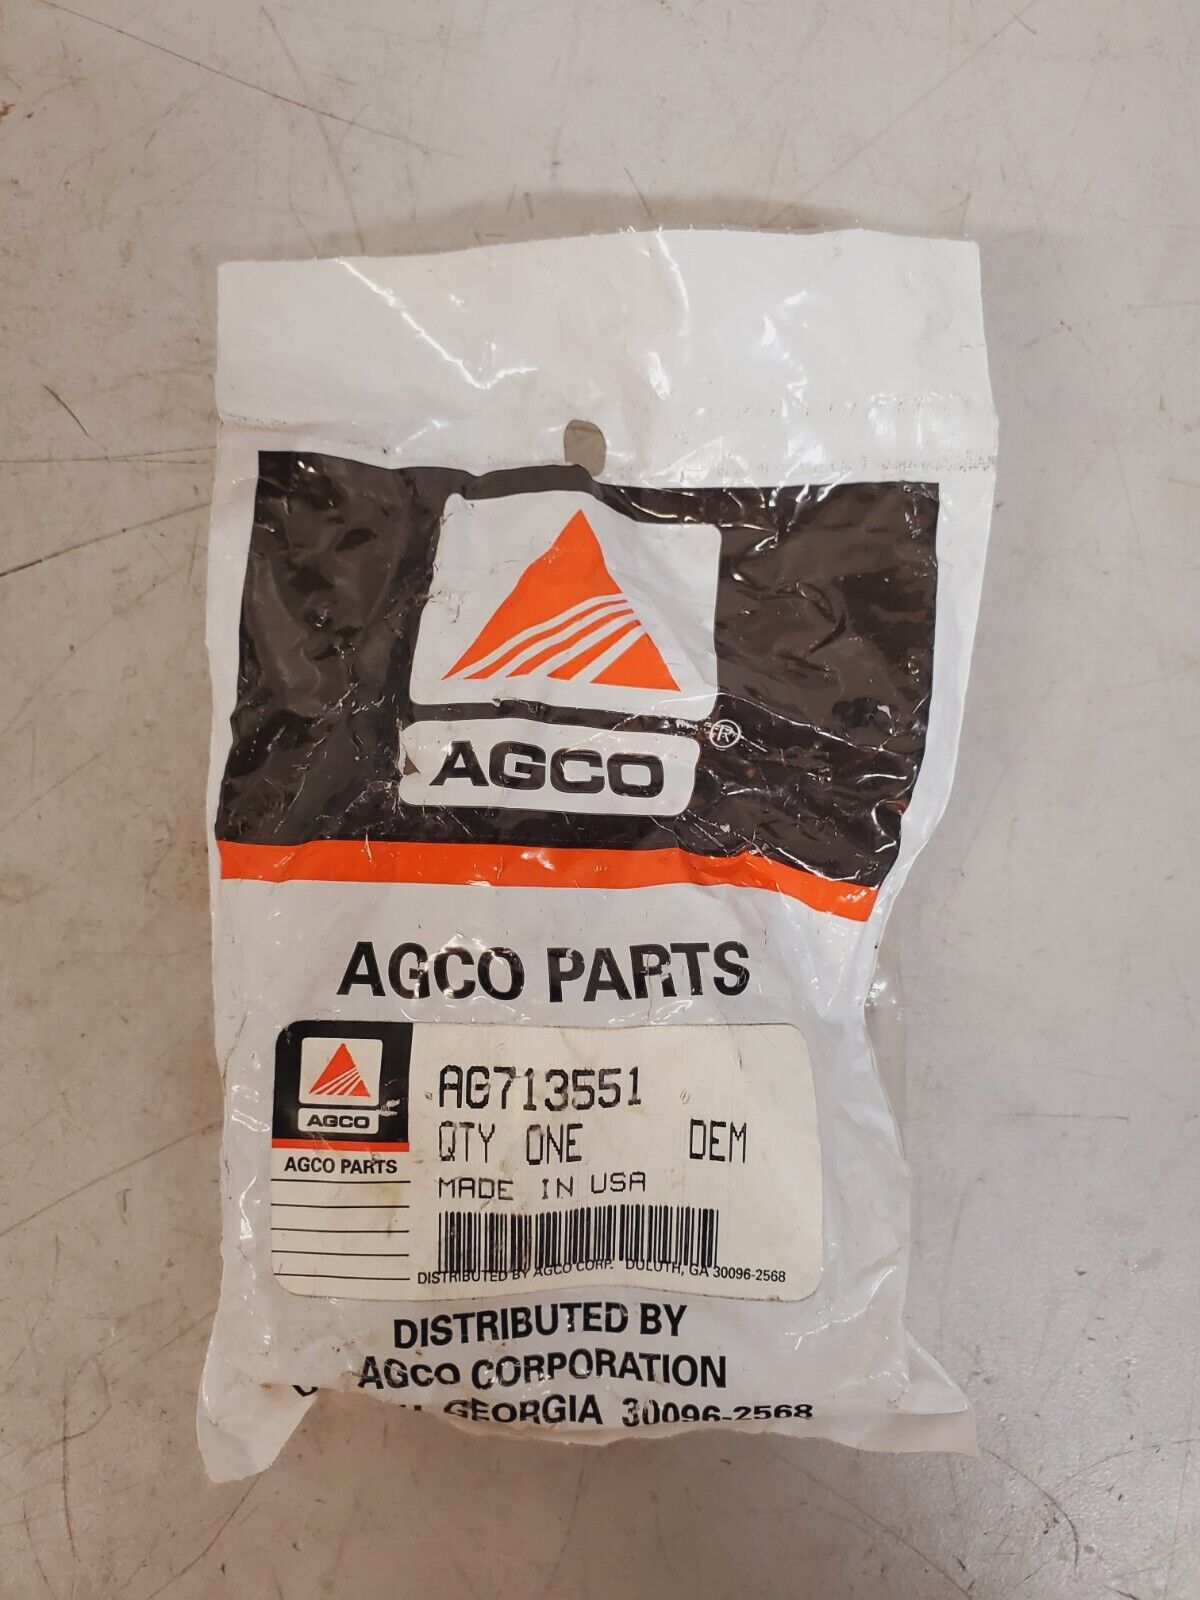 AGCO ®
AGCO PARTS
AGCO
AGCO PARTS
AG713551
QTY ONE DEM
MADE IN USA
DISTRIBUTED BY AGCO CORP. DULUTH, GA 30096-2568
DISTRIBUTED BY
AGCO CORPORATION
GEORGIA 30096-2568